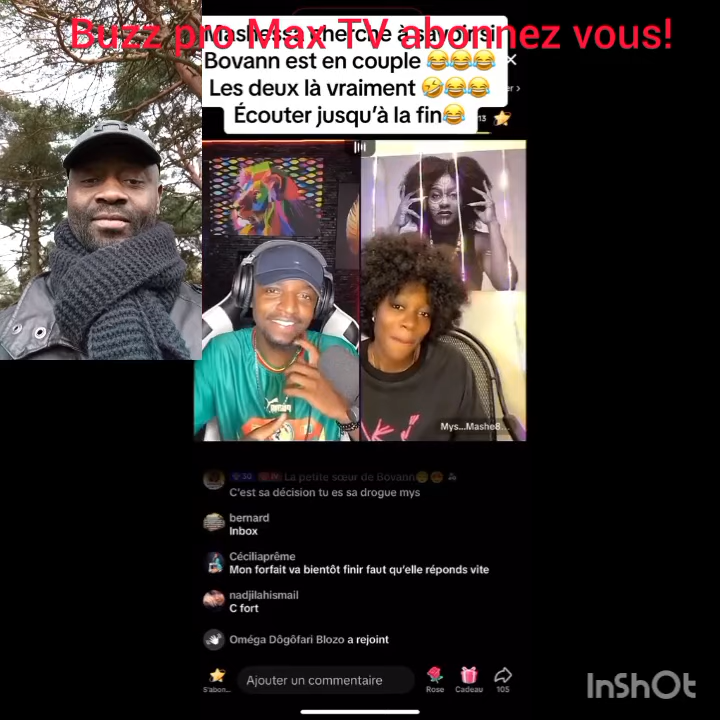 Buzz pro Max TV abonnez vous!
Bovann est en couple 😂😂😂
Les deux là vraiment 🤣😂😂
Écouter jusqu’à la fin😂
Mys...Mashe8...
La petite sœur de Bovann
C’est sa décision tu es sa drogue mys
bernard
Inbox
Céciliaprême
Mon forfait va bientôt finir faut qu’elle réponds vite
nadjilahismail
C fort
Oméga Dôgôfari Blozo a rejoint
S'abon...
Ajouter un commentaire
Rose
Cadeau
105
InShOt